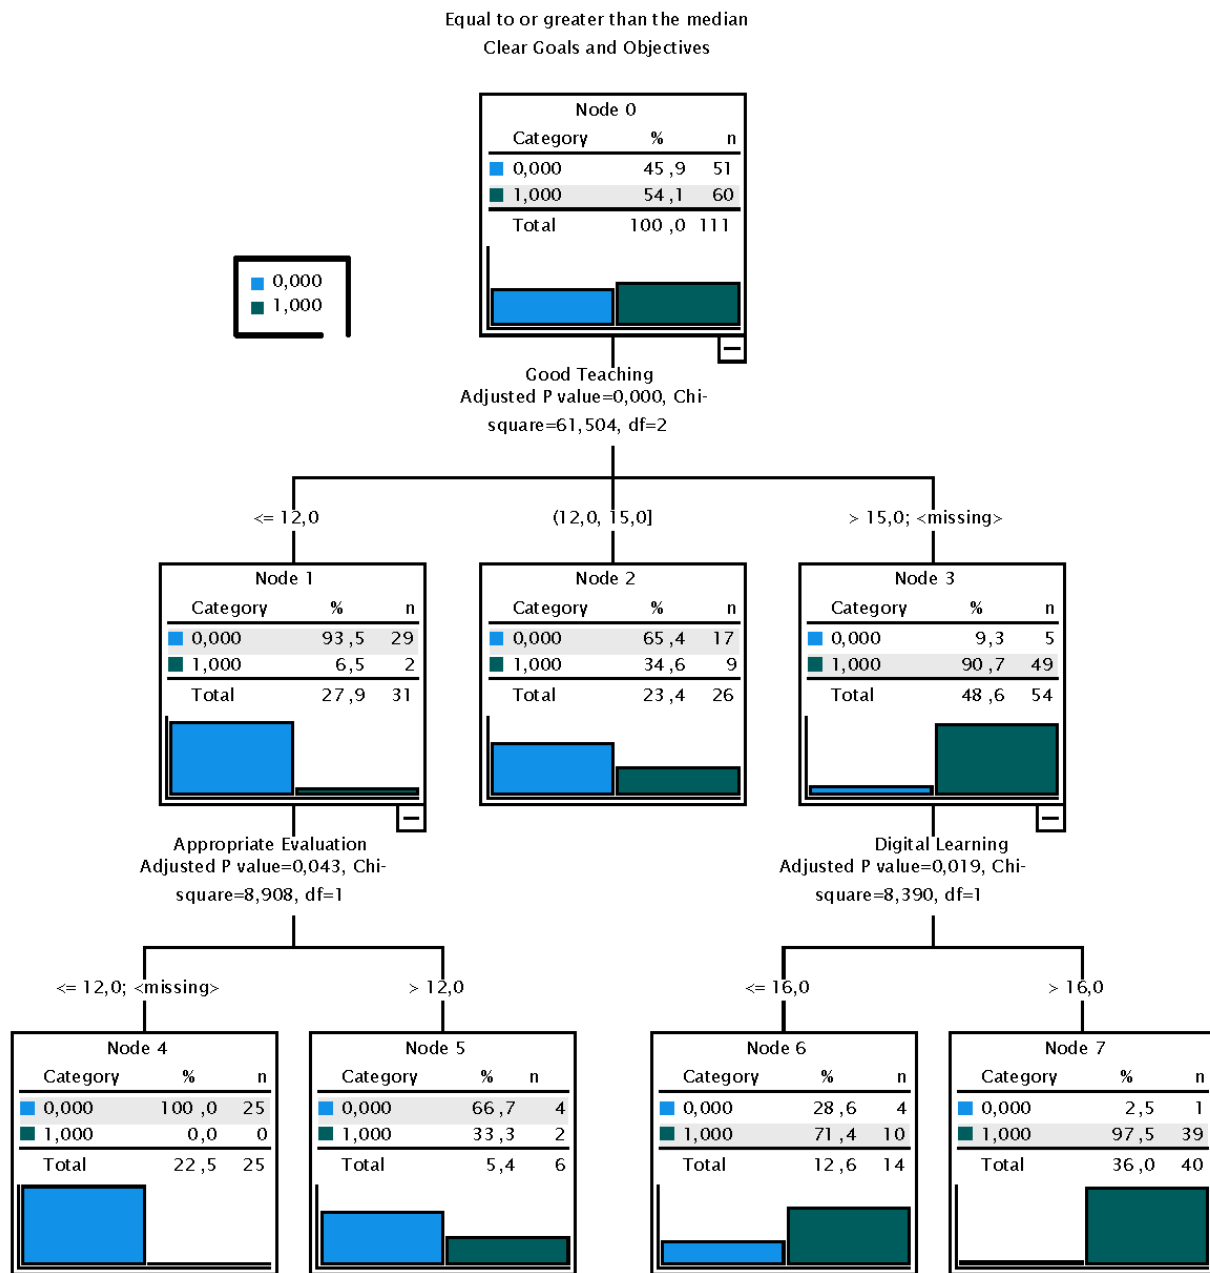 Equal to or greater than the median
Clear Goals and Objectives
Node 0
Category % n
0,000 45 ,9 51
1,000 54 ,1 60
Total 100 ,0 111
0,000
1,000
Good Teaching
Adjusted P value=0,000, Chi-
square=61,504, df=2
<= 12,0
(12,0, 15,0]
> 15,0; <missing>
Node 1
Category % n
0,000 93 ,5 29
1,000 6 ,5 2
Total 27 ,9 31
Node 2
Category % n
0,000 65 ,4 17
1,000 34 ,6 9
Total 23 ,4 26
Node 3
Category % n
0,000 9 ,3 5
1,000 90 ,7 49
Total 48 ,6 54
Appropriate Evaluation
Adjusted P value=0,043, Chi-
square=8,908, df=1
Digital Learning
Adjusted P value=0,019, Chi-
square=8,390, df=1
<= 12,0; <missing>
> 12,0
<= 16,0
> 16,0
Node 4
Category % n
0,000 100 ,0 25
1,000 0 ,0 0
Total 22 ,5 25
Node 5
Category % n
0,000 66 ,7 4
1,000 33 ,3 2
Total 5 ,4 6
Node 6
Category % n
0,000 28 ,6 4
1,000 71 ,4 10
Total 12 ,6 14
Node 7
Category % n
0,000 2 ,5 1
1,000 97 ,5 39
Total 36 ,0 40